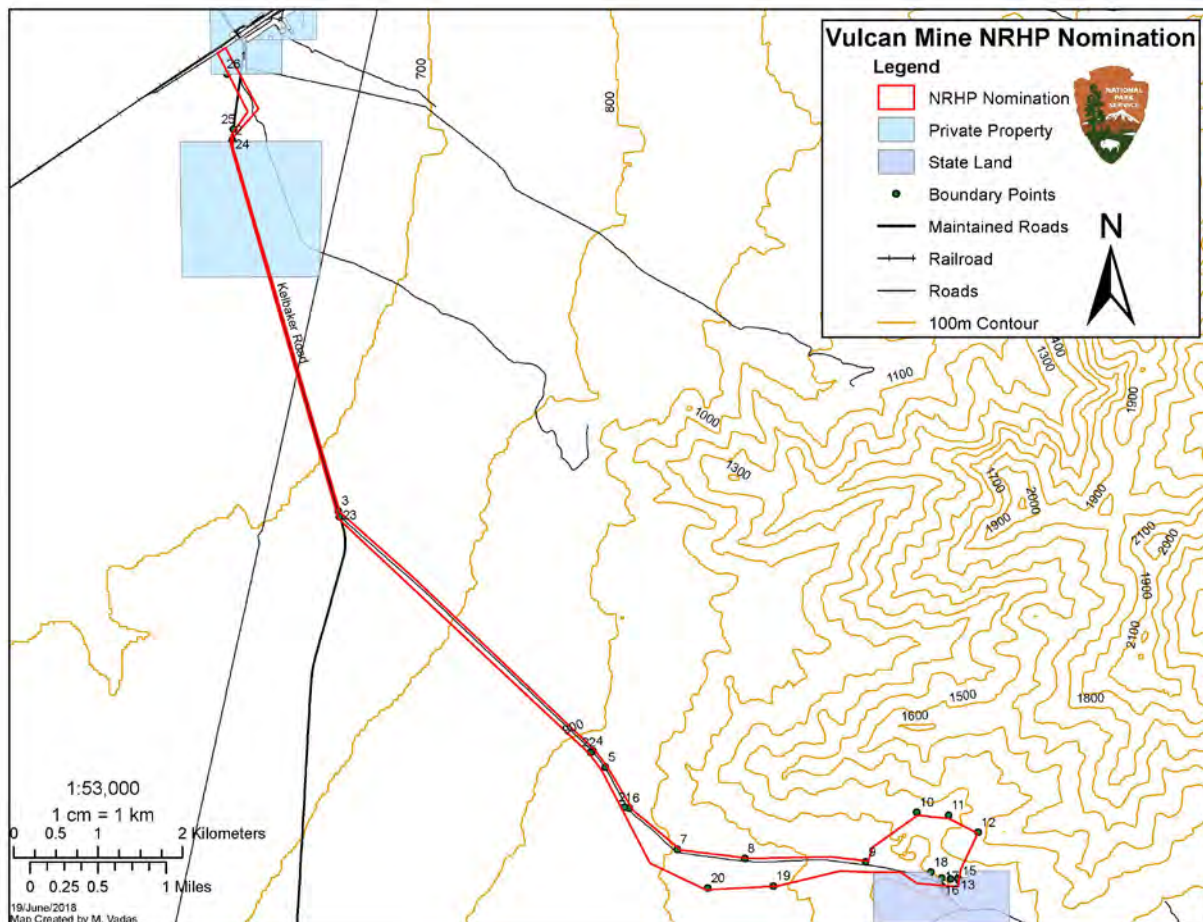 Vulcan Mine NRHP Nomination
Legend
NRHP Nomination
Private Property
State Land
Boundary Points
Maintained Roads
Railroad
Roads
100m Contour
NATIONAL
PARK
SERVICE
N
700
800
25
24
Kelbaker Road
3
23
1100
1000
1300
1300
1900
1700
2000
1900
1900
2100
2000
1900
2100
1500
1600
1800
5
216
7
8
9
10
11
12
20
19
18
17
15
16
13
1:53,000
1 cm = 1 km
0 0.5 1 2 Kilometers
0 0.25 0.5 1 Miles
19/June/2018
Map Created by M. Vadas